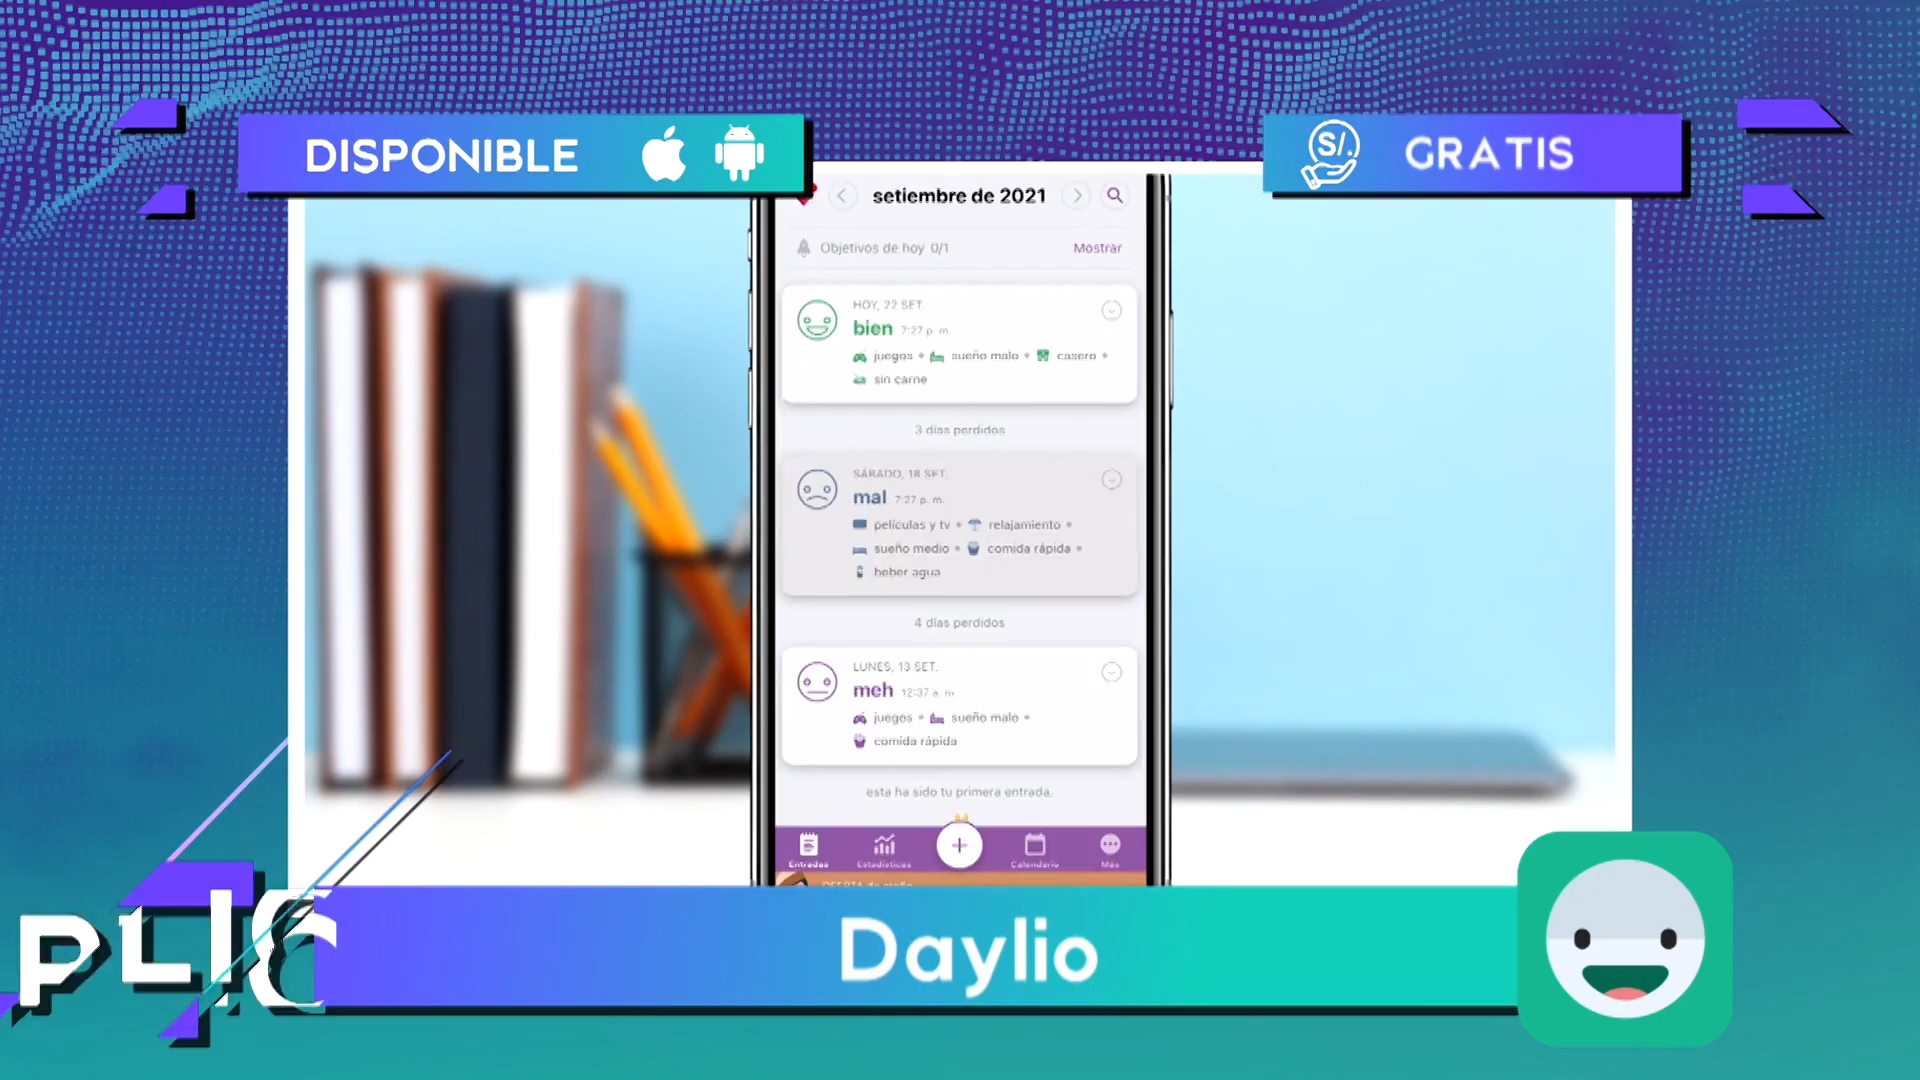 DISPONIBLE
S/.
GRATIS
setiembre de 2021
Objetivos de hoy 0/1
Mostrar
HOY, 22 SET.
bien 7:27 p. m.
juegos • sueño malo • casero •
sin carne
3 días perdidos
SÁBADO, 18 SET.
mal 7:27 p. m.
películas y tv • relajamiento •
sueño medio • comida rápida •
beber agua
4 días perdidos
LUNES, 13 SET.
meh 12:37 a. m.
juegos • sueño malo •
comida rápida
esta ha sido tu primera entrada.
Entradas
Estadísticas
+
Calendario
Más
PLIC
Daylio